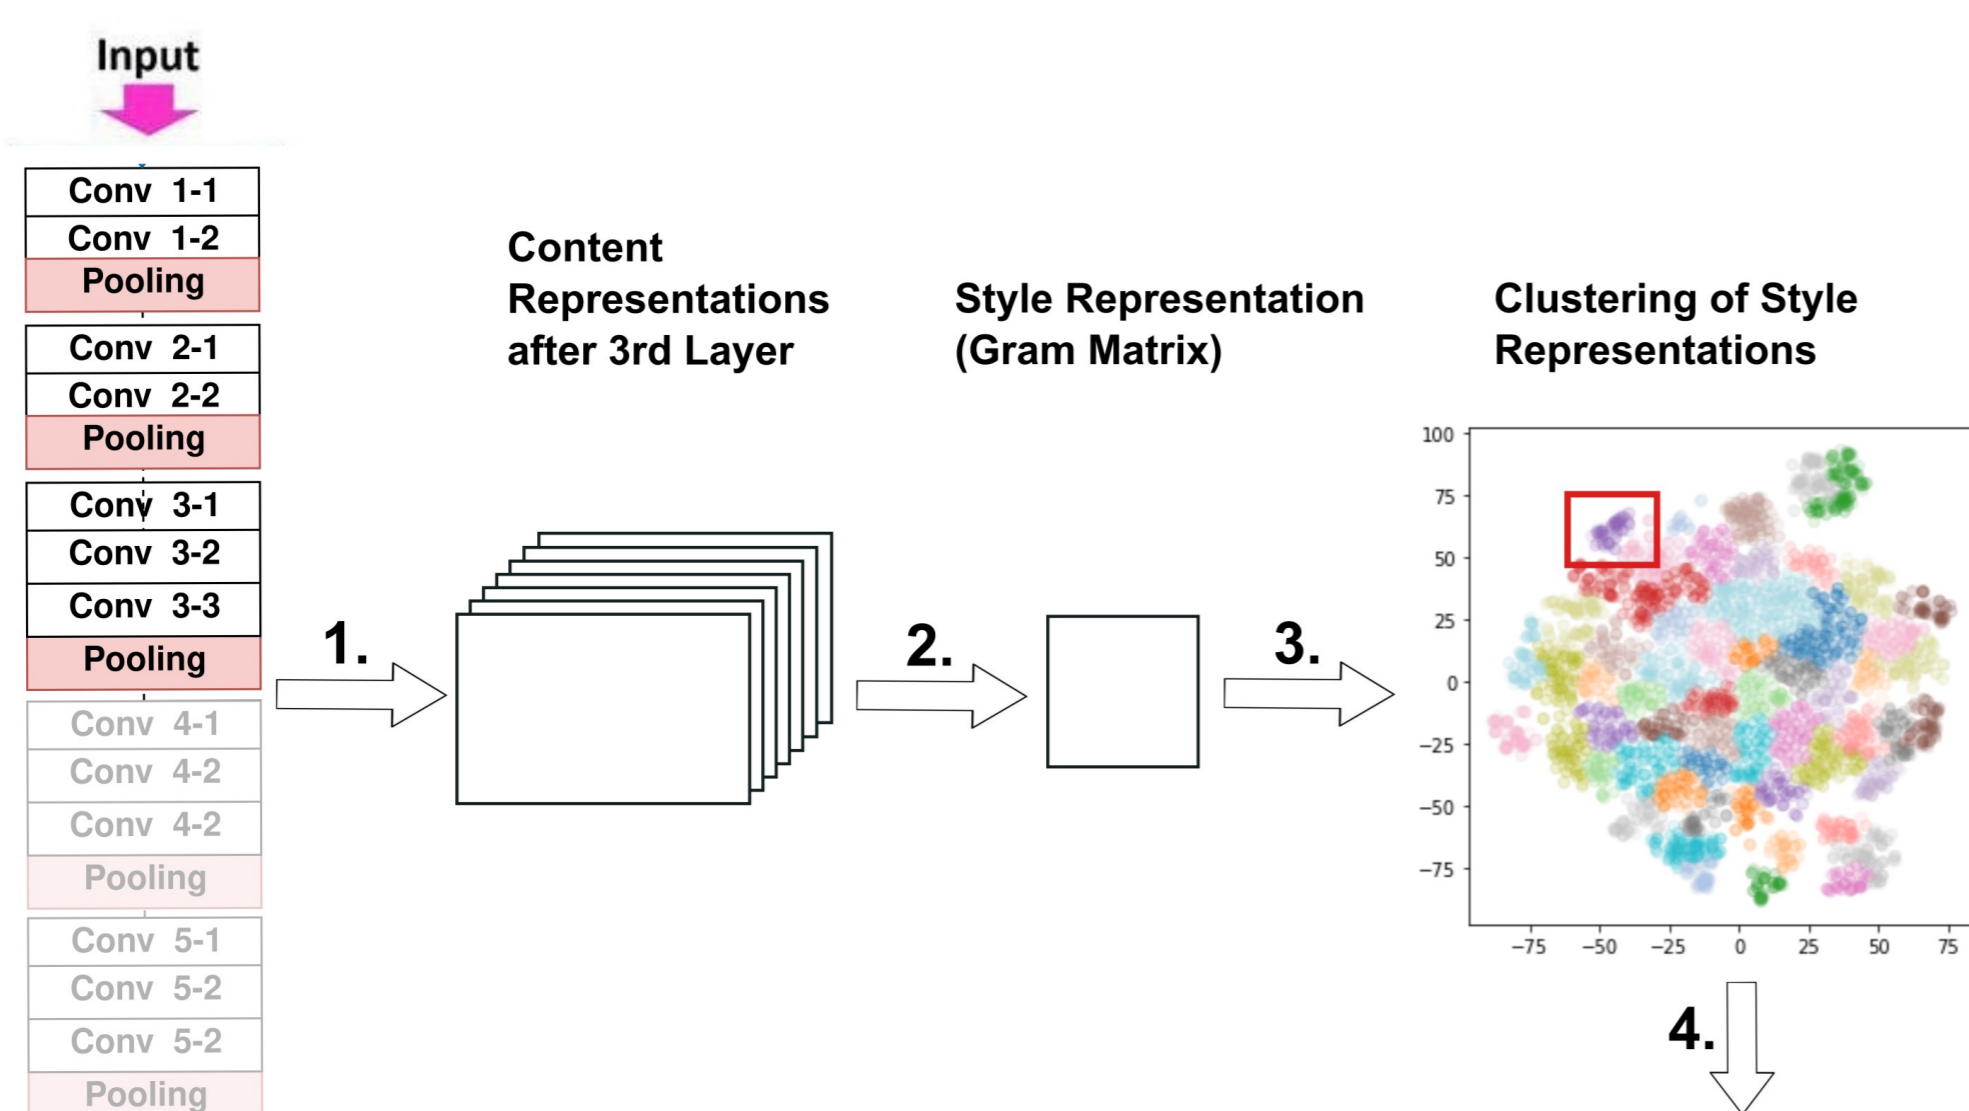 Input
Conv 1-1
Conv 1-2
Pooling
Conv 2-1
Conv 2-2
Pooling
Conv 3-1
Conv 3-2
Conv 3-3
Pooling
Conv 4-1
Conv 4-2
Conv 4-2
Pooling
Conv 5-1
Conv 5-2
Conv 5-2
Pooling
1.
Content
Representations
after 3rd Layer
2.
Style Representation
(Gram Matrix)
3.
Clustering of Style
Representations
100
75
50
25
0
−25
−50
−75
−75 −50 −25 0 25 50 75
4.